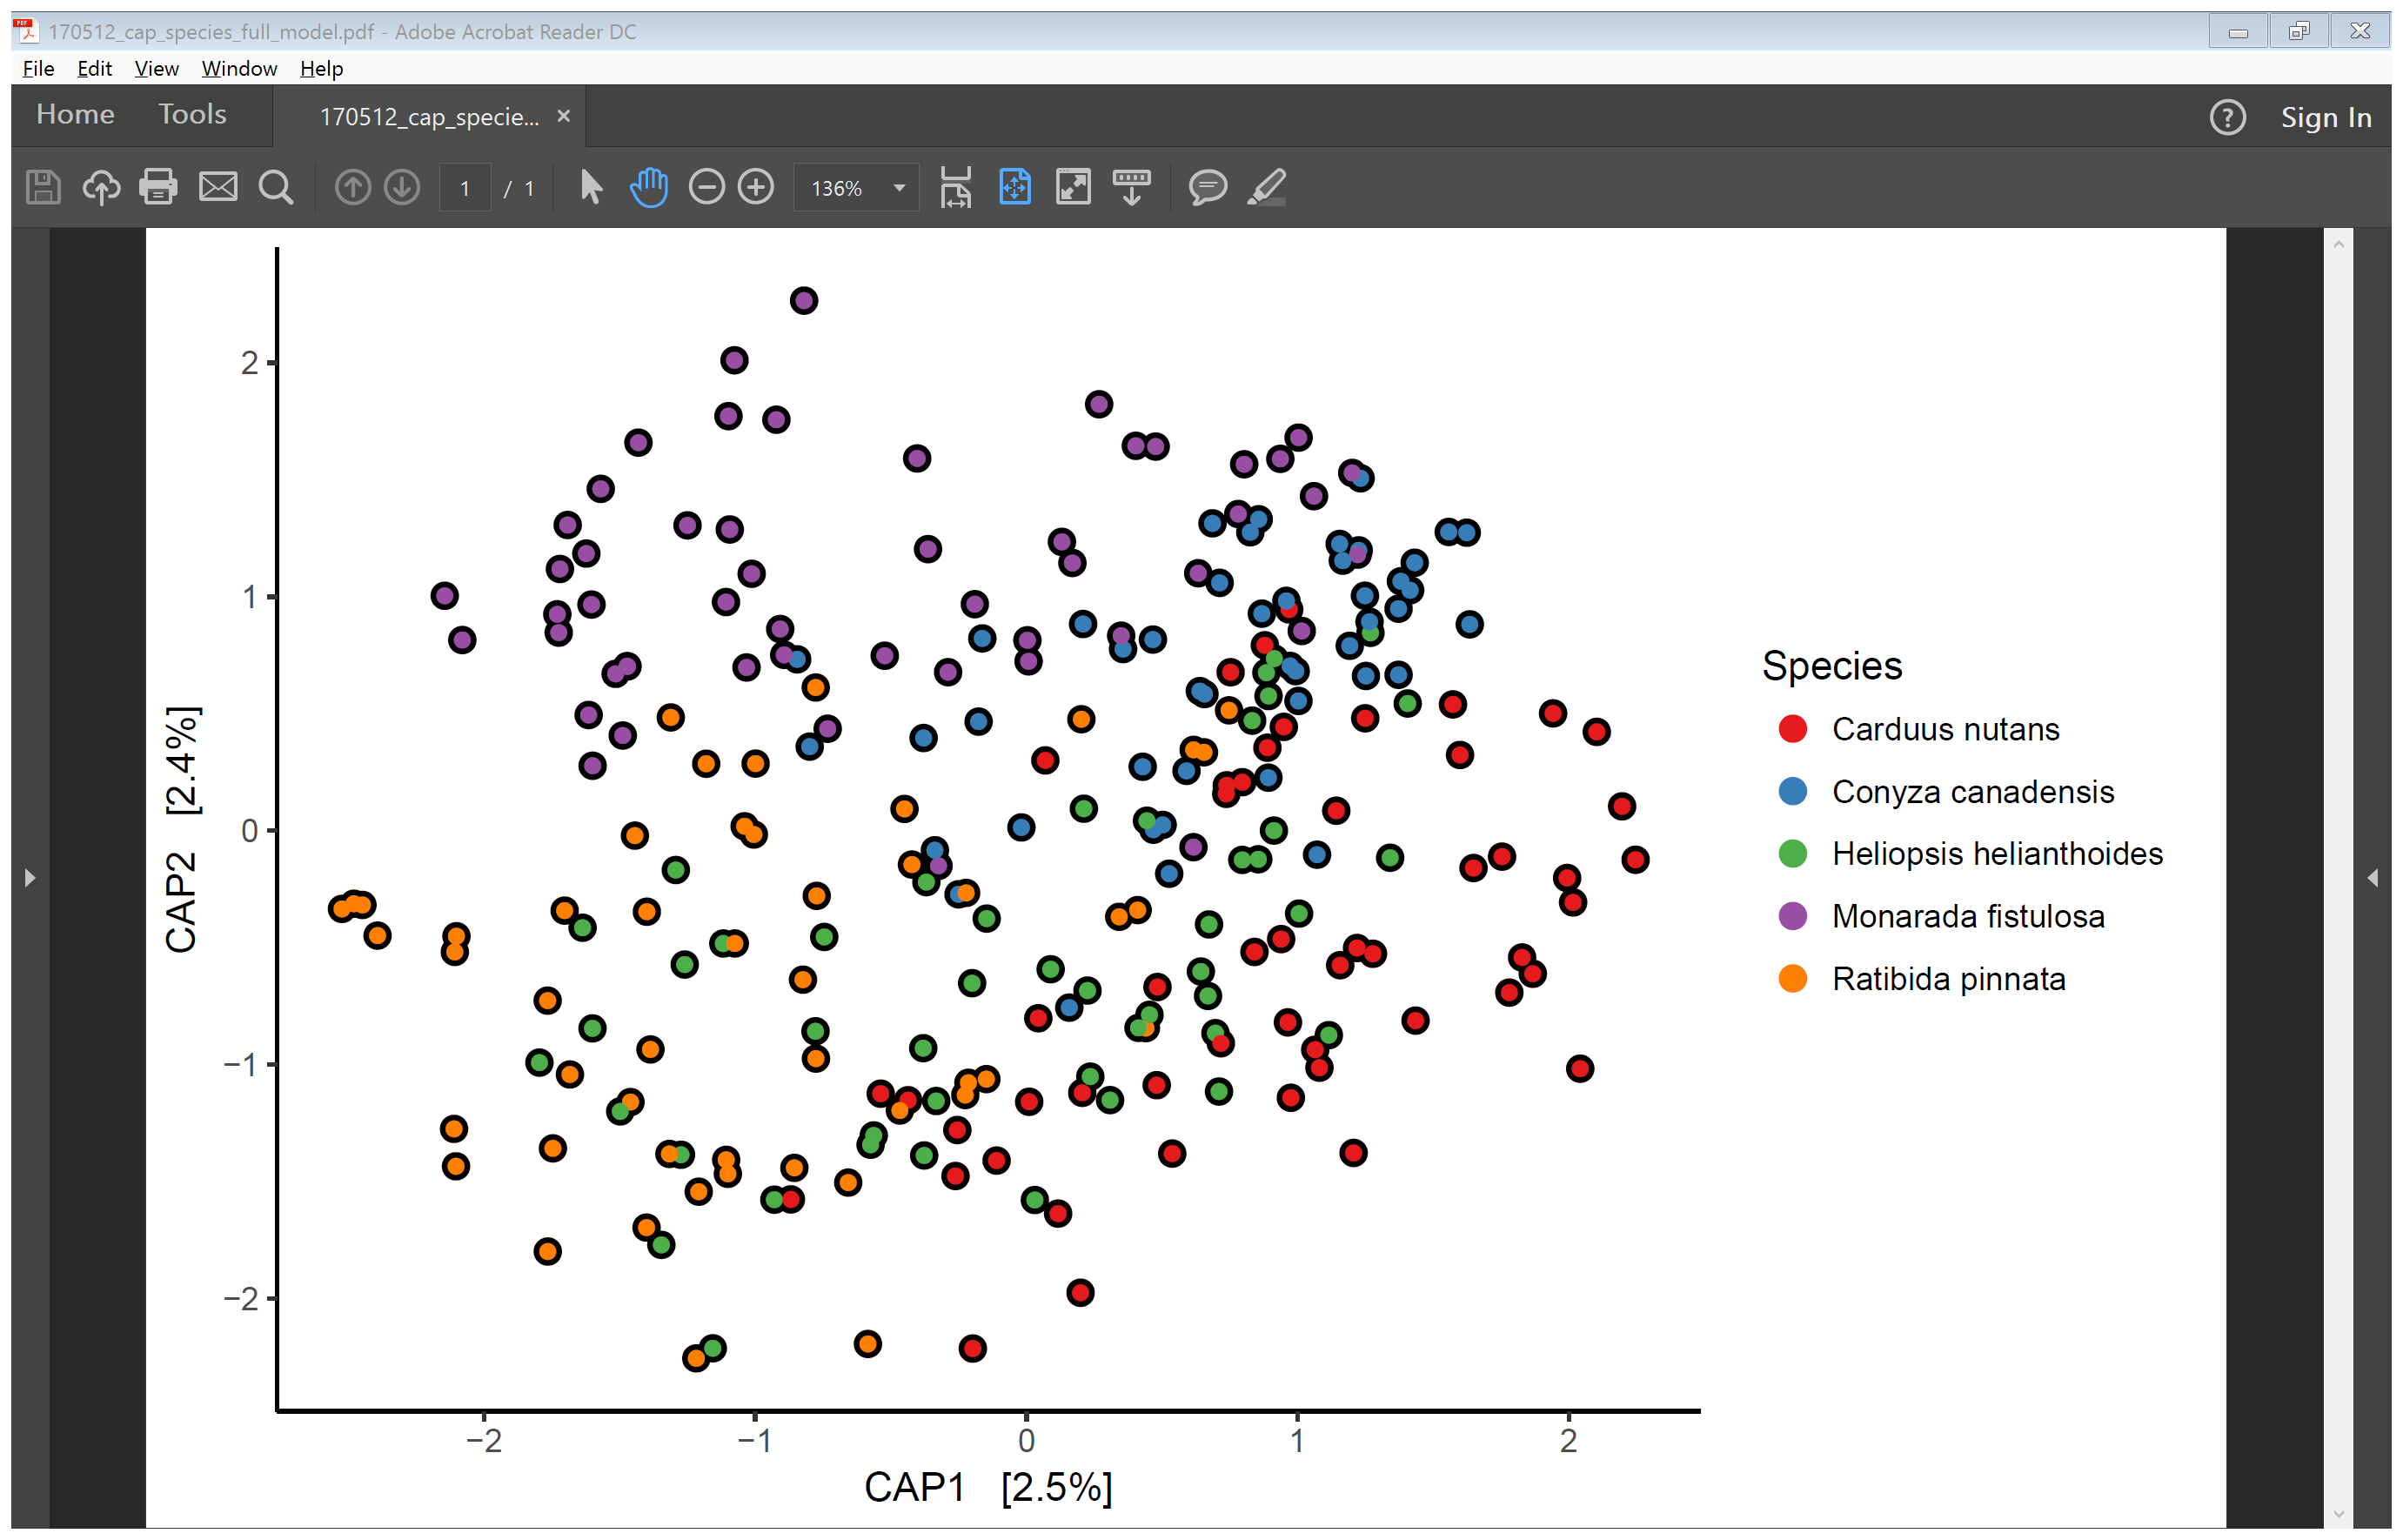 170512_cap_species_full_model.pdf - Adobe Acrobat Reader DC
File Edit View Window Help
Home Tools 170512_cap_specie... × ? Sign In
1 / 1 136%
2
1
0
−1
−2
CAP2 [2.4%]
−2 −1 0 1 2
CAP1 [2.5%]
Species
Carduus nutans
Conyza canadensis
Heliopsis helianthoides
Monarada fistulosa
Ratibida pinnata